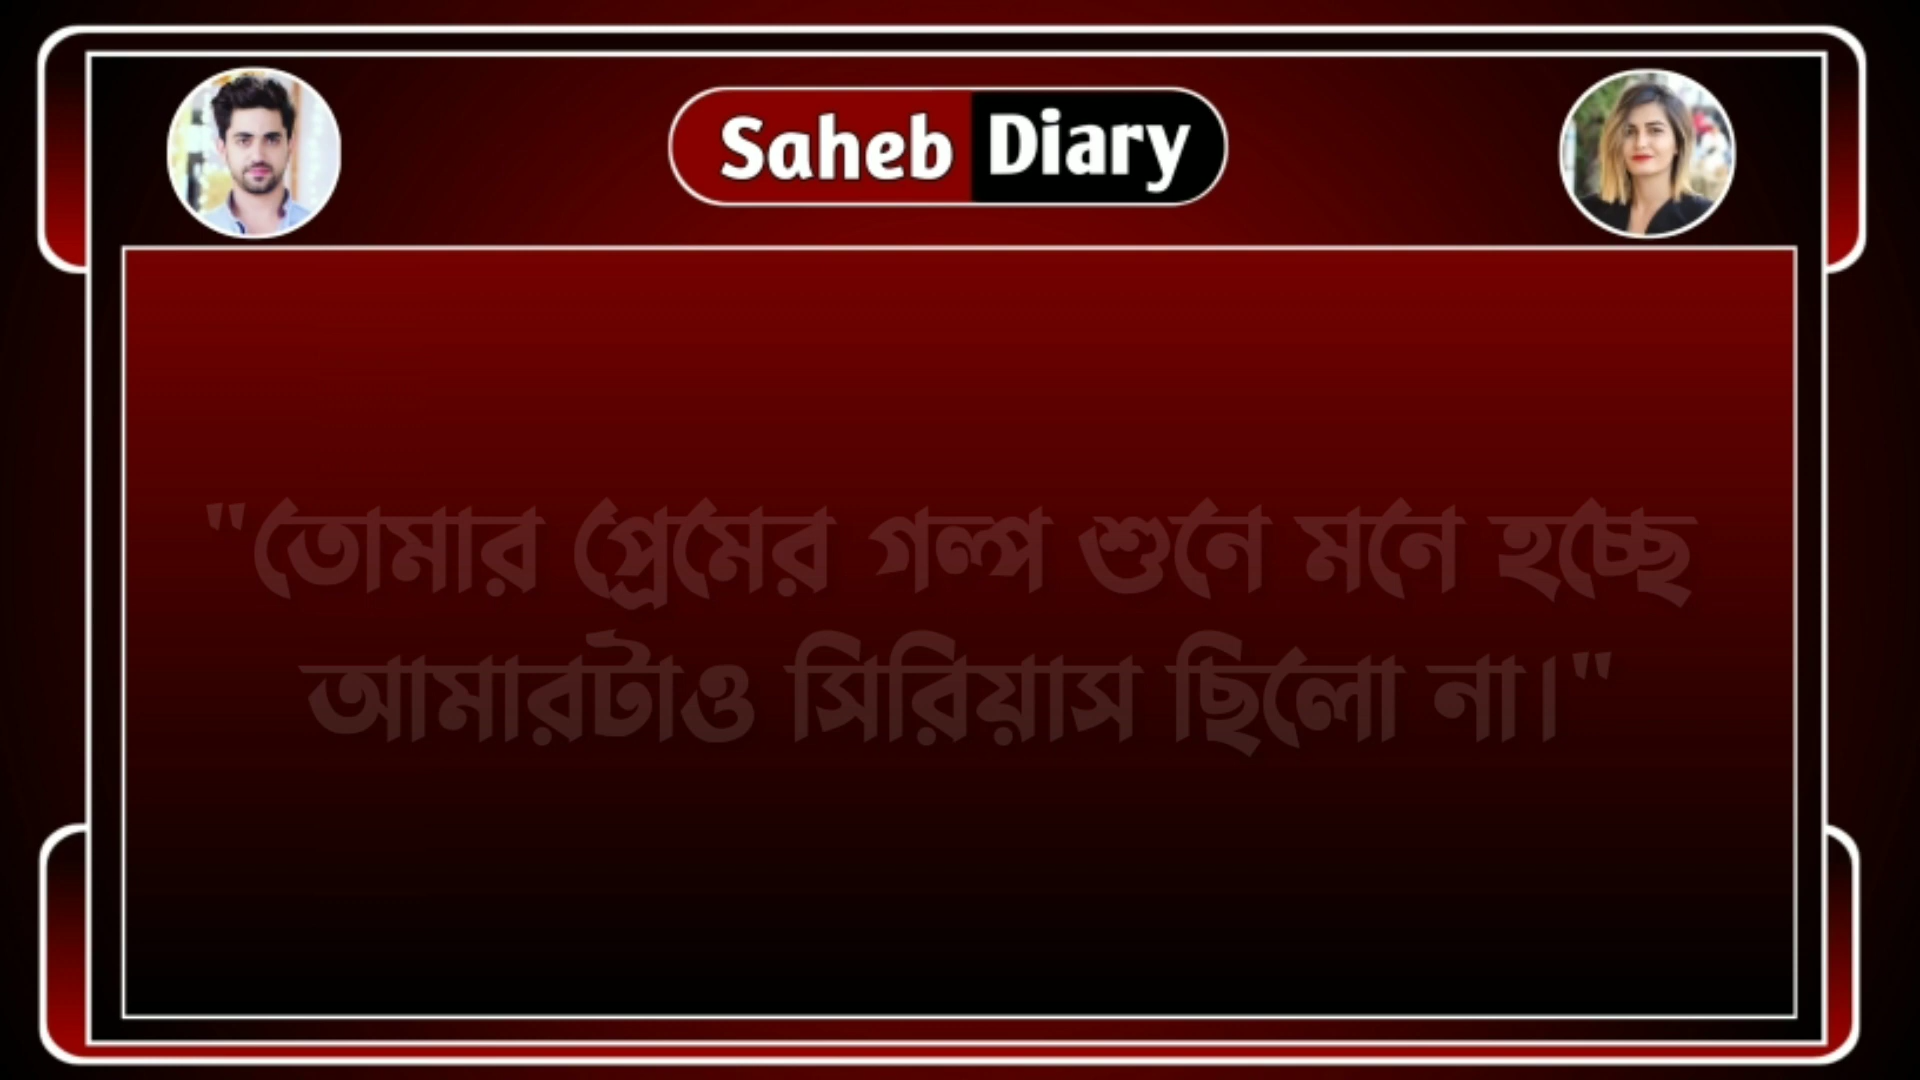 Saheb Diary
"তোমার প্রেমের গল্প শুনে মনে হচ্ছে
আমারটাও সিরিয়াস ছিলো না।"